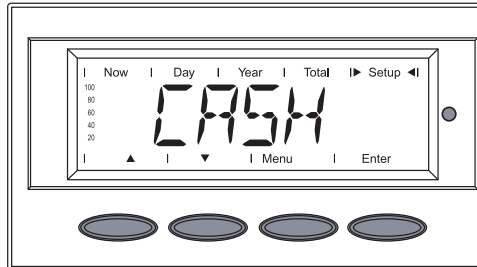 | Now | Day | Year | Total |▶ Setup ◀|
100
80
60
40
20
CASH
| ▲ | ▼ | Menu | Enter